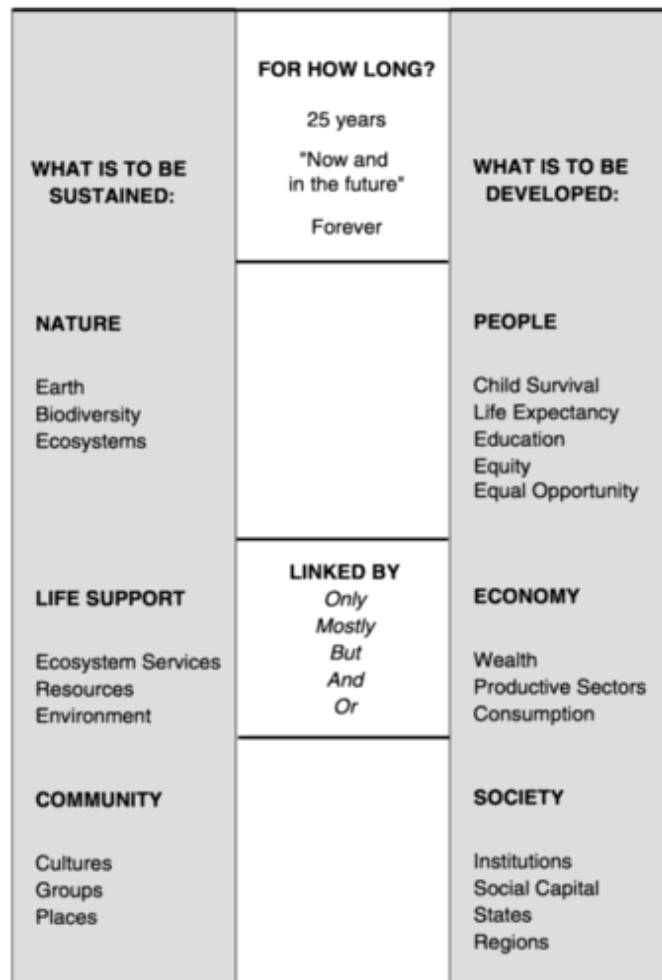 WHAT IS TO BE
SUSTAINED:
NATURE
Earth
Biodiversity
Ecosystems
LIFE SUPPORT
Ecosystem Services
Resources
Environment
COMMUNITY
Cultures
Groups
Places
FOR HOW LONG?
25 years
"Now and
in the future"
Forever
LINKED BY
Only
Mostly
But
And
Or
WHAT IS TO BE
DEVELOPED:
PEOPLE
Child Survival
Life Expectancy
Education
Equity
Equal Opportunity
ECONOMY
Wealth
Productive Sectors
Consumption
SOCIETY
Institutions
Social Capital
States
Regions